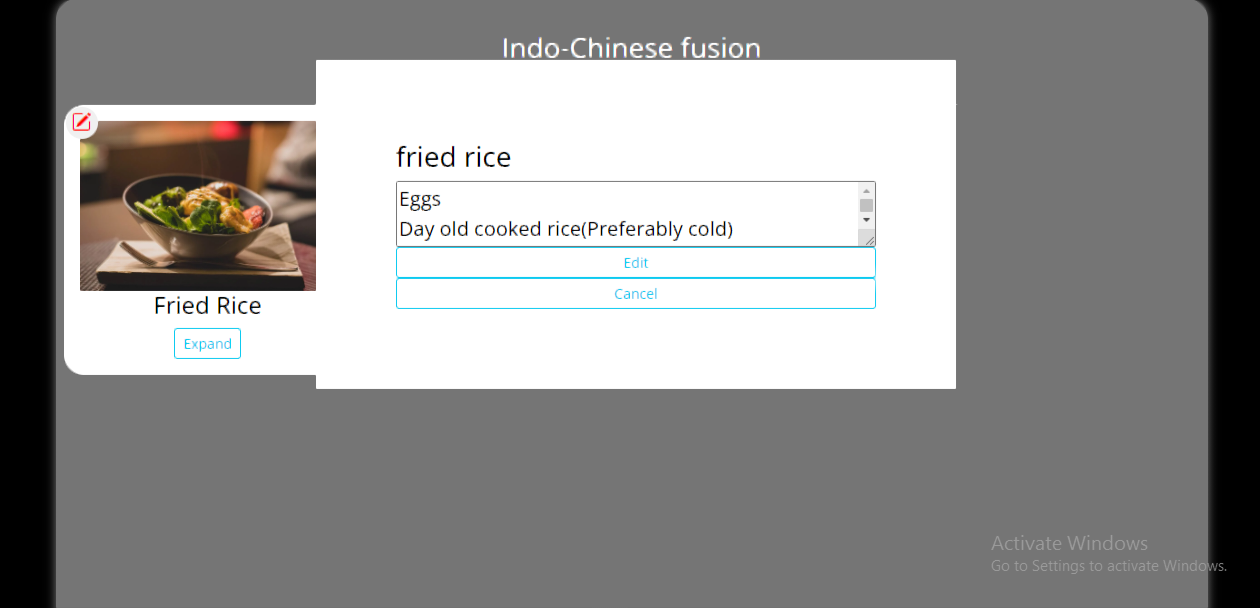 Indo-Chinese fusion
fried rice
Eggs
Day old cooked rice(Preferably cold)
Edit
Cancel
Fried Rice
Expand
Activate Windows
Go to Settings to activate Windows.